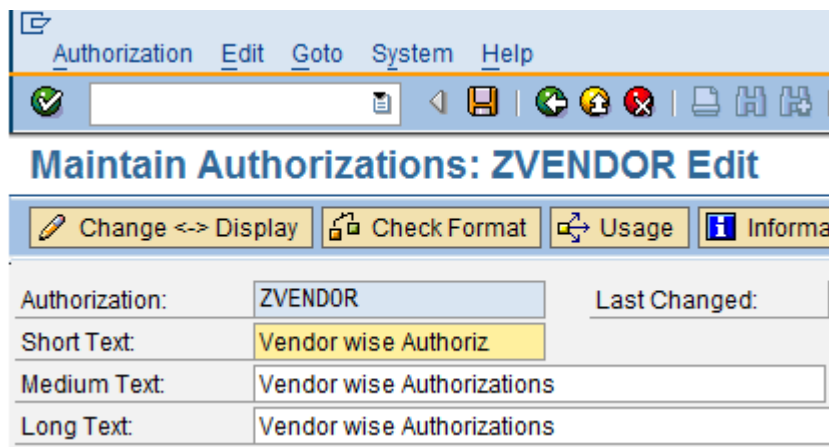 Authorization Edit Goto System Help
Maintain Authorizations: ZVENDOR Edit
Change <-> Display Check Format Usage Informa
Authorization: ZVENDOR Last Changed:
Short Text: Vendor wise Authoriz
Medium Text: Vendor wise Authorizations
Long Text: Vendor wise Authorizations